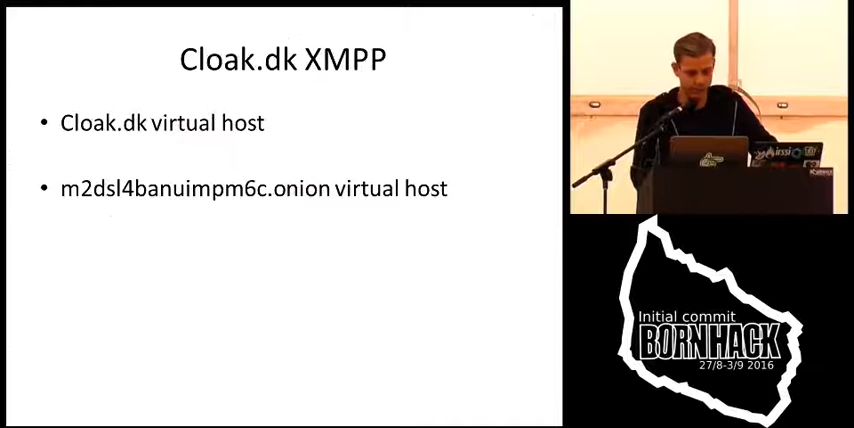 Cloak.dk XMPP
• Cloak.dk virtual host
• m2dsl4banuimpm6c.onion virtual host
irssi
Initial commit
BORNHACK
27/8-3/9 2016